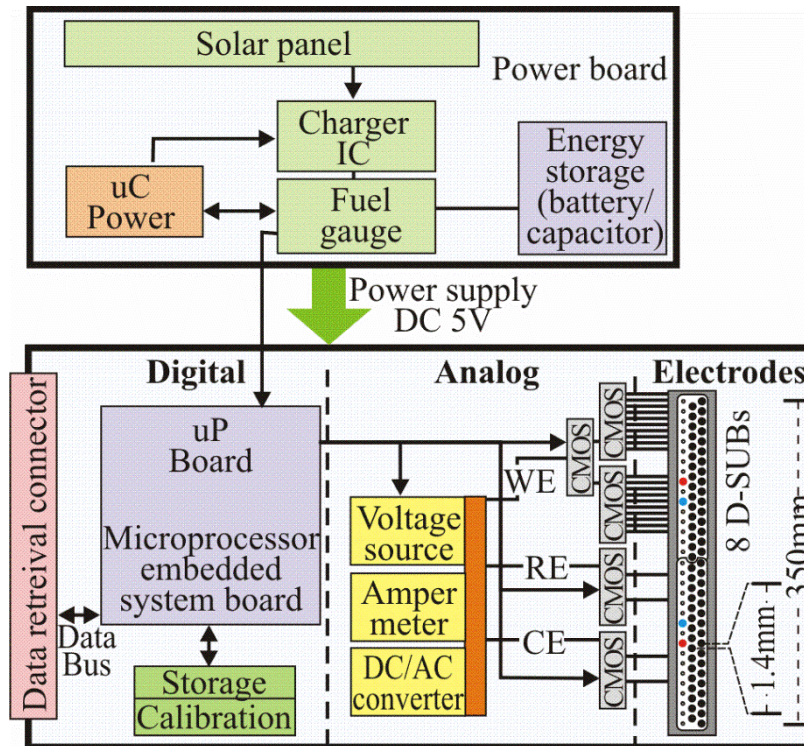 Solar panel
Power board
Charger
IC
Energy
storage
(battery/
capacitor)
uC
Power
Fuel
gauge
Power supply
DC 5V
Digital
Analog
Electrodes
Data retreival connector
uP
Board
Microprocessor
embedded
system board
Data
Bus
Storage
Calibration
Voltage
source
Amper
meter
DC/AC
converter
WE
RE
CE
CMOS
CMOS
CMOS
CMOS
CMOS
8 D-SUBs
350mm
1.4mm